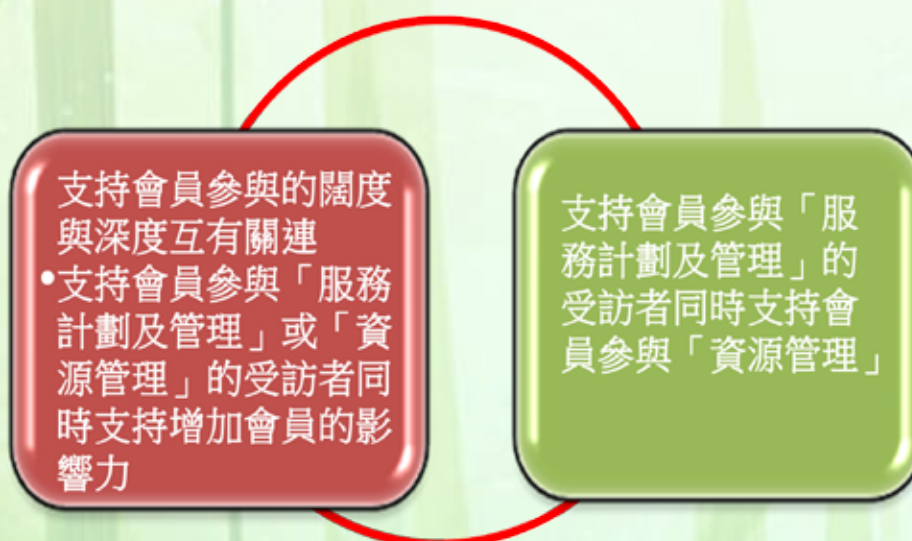 支持會員參與的闊度
與深度互有關連
•支持會員參與「服務
計劃及管理」或「資
源管理」的受訪者同
時支持增加會員的影
響力
支持會員參與「服
務計劃及管理」的
受訪者同時支持會
員參與「資源管理」